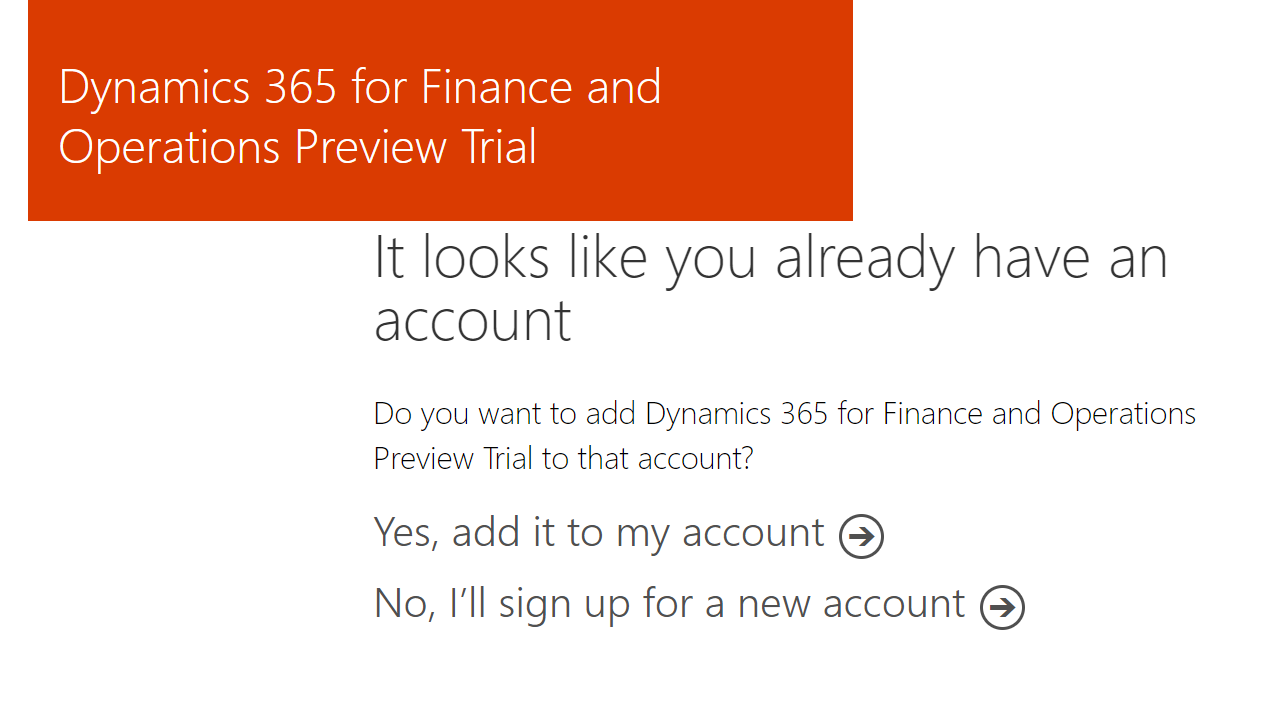 Dynamics 365 for Finance and
Operations Preview Trial
It looks like you already have an
account
Do you want to add Dynamics 365 for Finance and Operations
Preview Trial to that account?
Yes, add it to my account
No, I’ll sign up for a new account